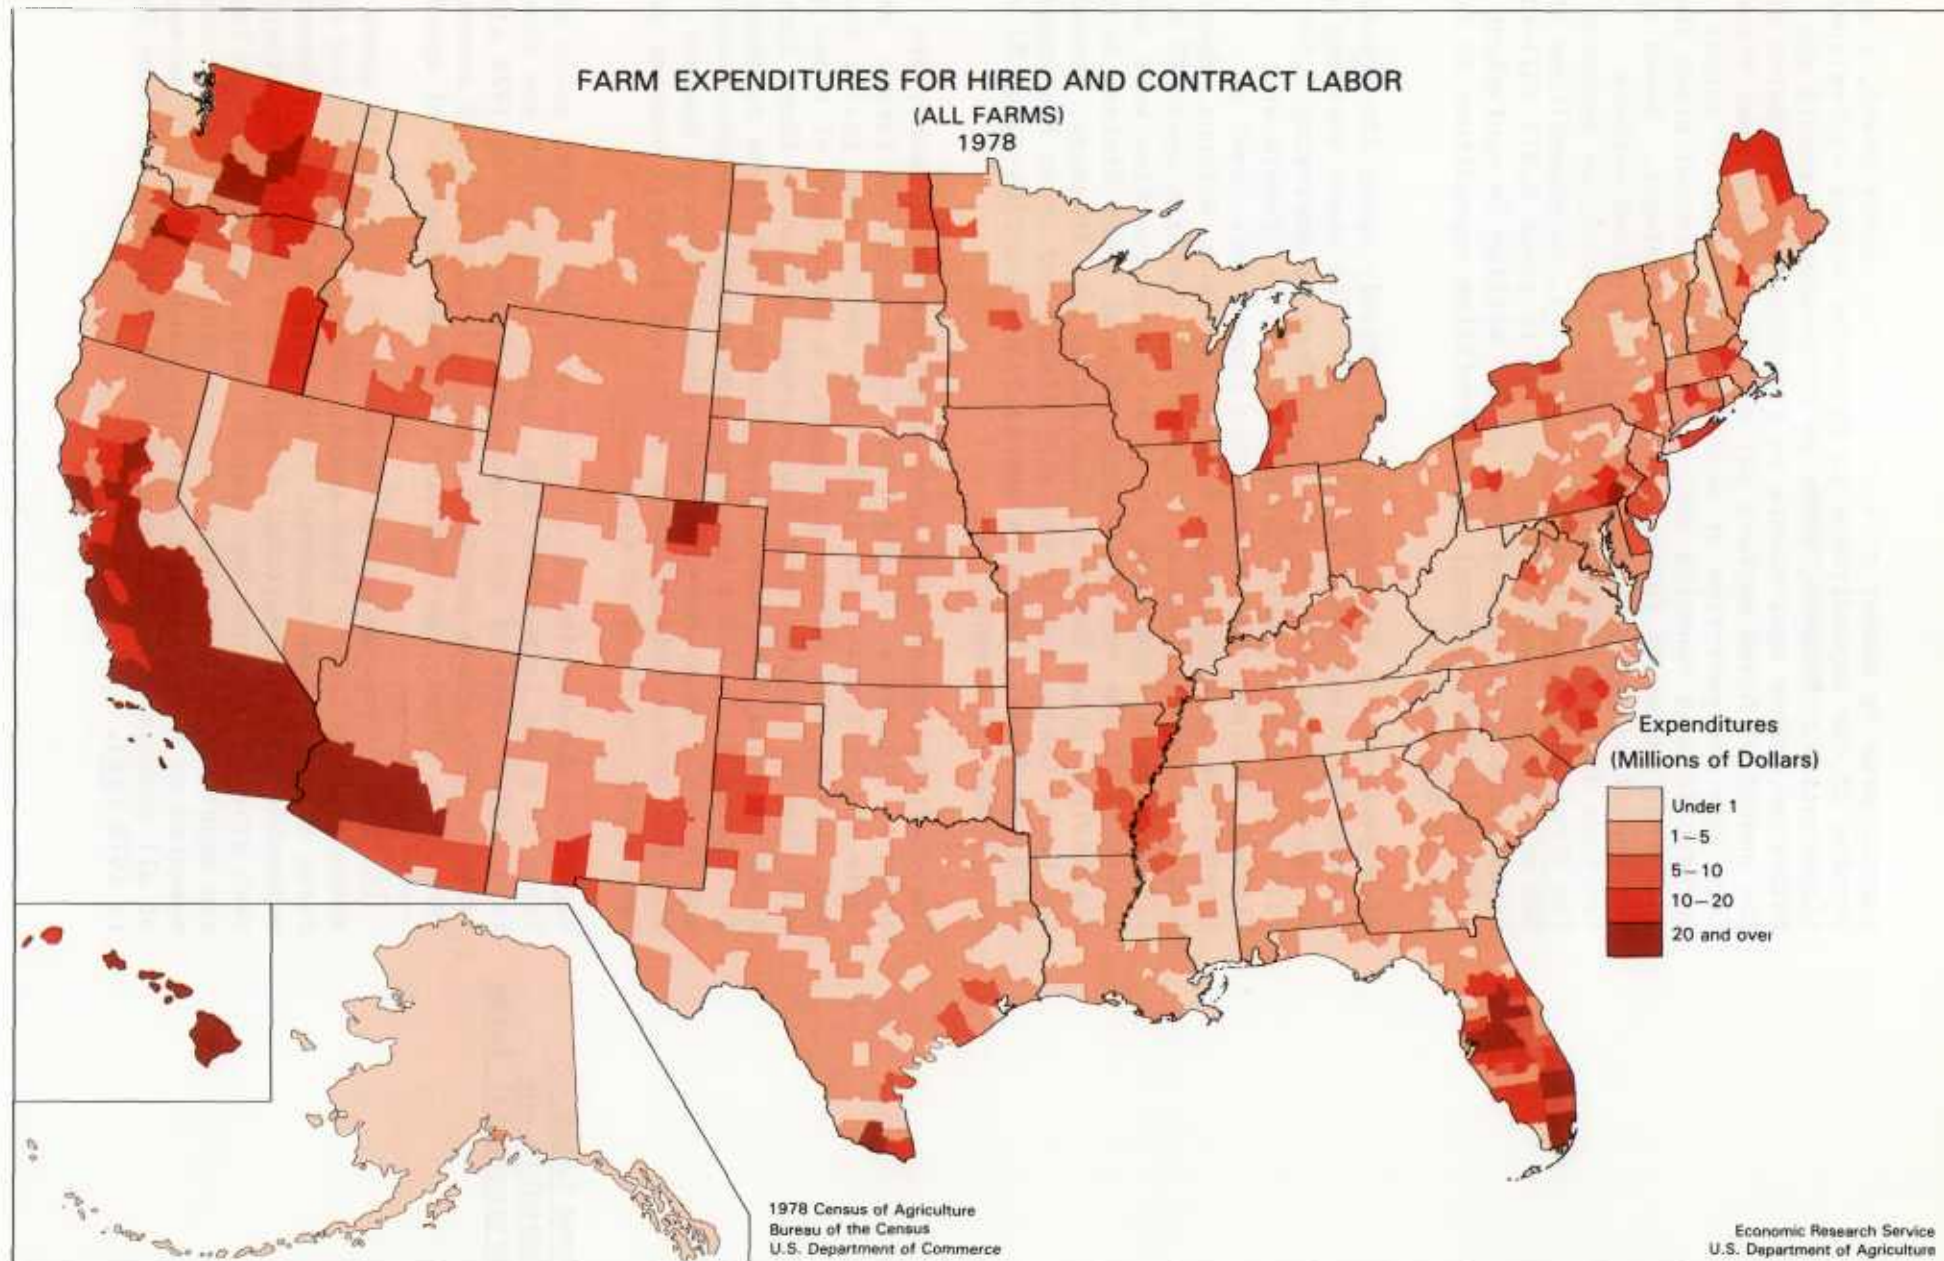 FARM EXPENDITURES FOR HIRED AND CONTRACT LABOR
(ALL FARMS)
1978
Expenditures
(Millions of Dollars)
Under 1
1–5
5–10
10–20
20 and over
1978 Census of Agriculture
Bureau of the Census
U.S. Department of Commerce
Economic Research Service
U.S. Department of Agriculture